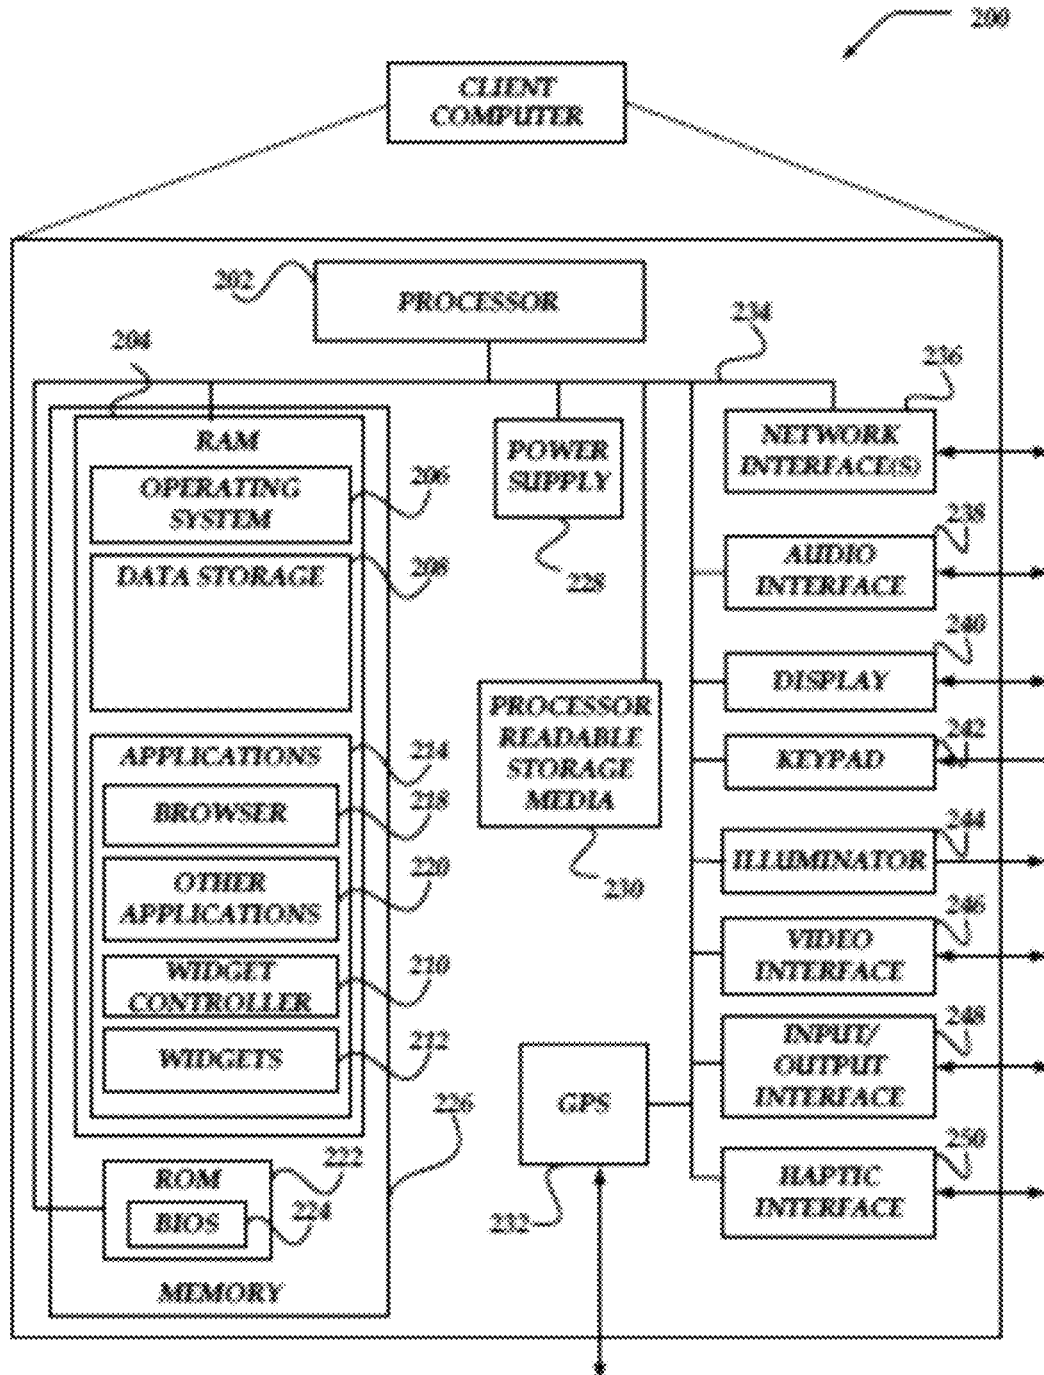 200
CLIENT
COMPUTER
202
PROCESSOR
204
234
236
RAM
OPERATING
SYSTEM
206
DATA STORAGE
208
APPLICATIONS
214
BROWSER
218
OTHER
APPLICATIONS
220
WIDGET
CONTROLLER
210
WIDGETS
212
226
ROM
222
BIOS
224
MEMORY
POWER
SUPPLY
228
PROCESSOR
READABLE
STORAGE
MEDIA
230
GPS
232
NETWORK
INTERFACE(S)
238
AUDIO
INTERFACE
240
DISPLAY
242
KEYPAD
244
ILLUMINATOR
246
VIDEO
INTERFACE
248
INPUT/
OUTPUT
INTERFACE
250
HAPTIC
INTERFACE